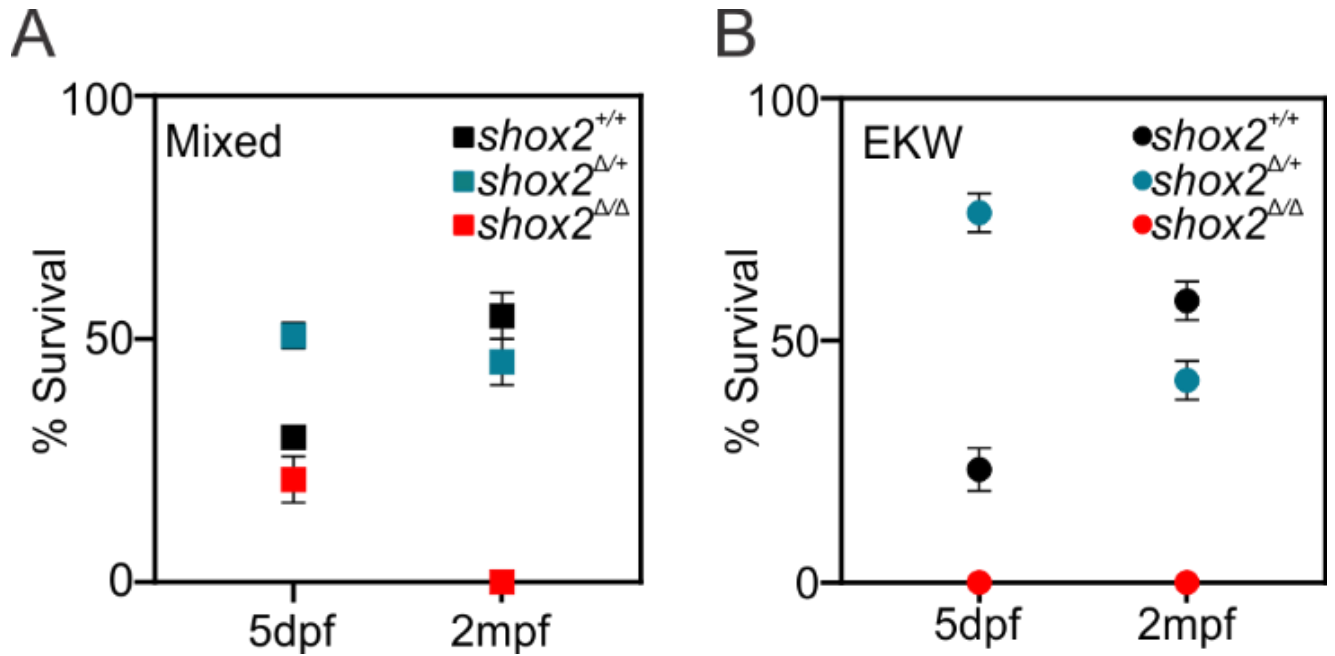 A
100
Mixed
shox2+/+
shox2Δ/+
shox2Δ/Δ
% Survival
50
0
5dpf
2mpf
B
100
EKW
shox2+/+
shox2Δ/+
shox2Δ/Δ
% Survival
50
0
5dpf
2mpf